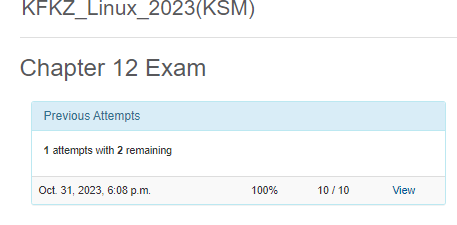 KFKZ_Linux_2023(KSM)
Chapter 12 Exam
Previous Attempts
1 attempts with 2 remaining
Oct. 31, 2023, 6:08 p.m. 100% 10 / 10 View